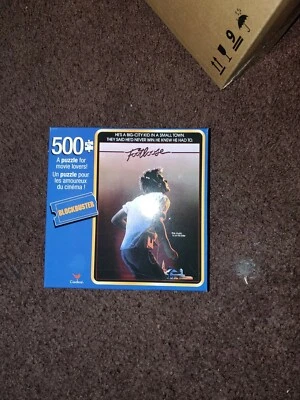 HE'S A BIG-CITY KID IN A SMALL TOWN.
THEY SAID HE'D NEVER WIN. HE KNEW HE HAD TO.
Footloose
500
A puzzle for
movie lovers!
Un puzzle pour
les amoureux
du cinéma !
BLOCKBUSTER
Cardinal